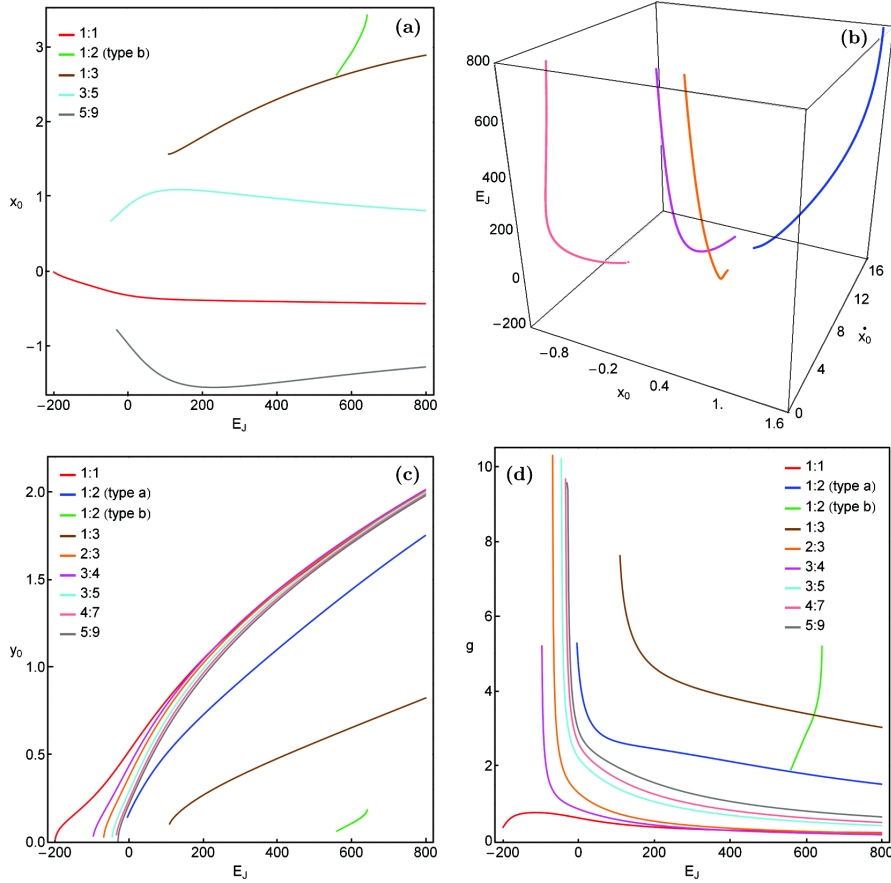 (a)
1:1
1:2 (type b)
1:3
3:5
5:9
3
2
1
0
−1
x₀
−200 0 200 400 600 800
E_J
(b)
800
600
400
E_J
200
0
−200
−0.8
−0.2
0.4
1.
1.6
x₀
0
4
8
12
16
ẋ₀
(c)
1:1
1:2 (type a)
1:2 (type b)
1:3
2:3
3:4
3:5
4:7
5:9
2.0
1.5
1.0
0.5
0.0
y₀
−200 0 200 400 600 800
E_J
(d)
1:1
1:2 (type a)
1:2 (type b)
1:3
2:3
3:4
3:5
4:7
5:9
10
8
6
4
2
0
g
−200 0 200 400 600 800
E_J